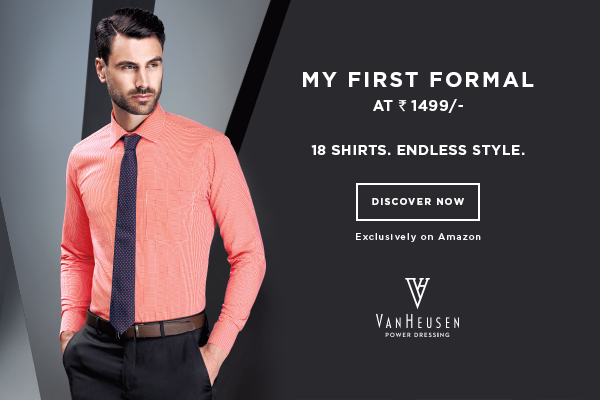 MY FIRST FORMAL
AT ₹ 1499/-
18 SHIRTS. ENDLESS STYLE.
DISCOVER NOW
Exclusively on Amazon
VANHEUSEN
POWER DRESSING